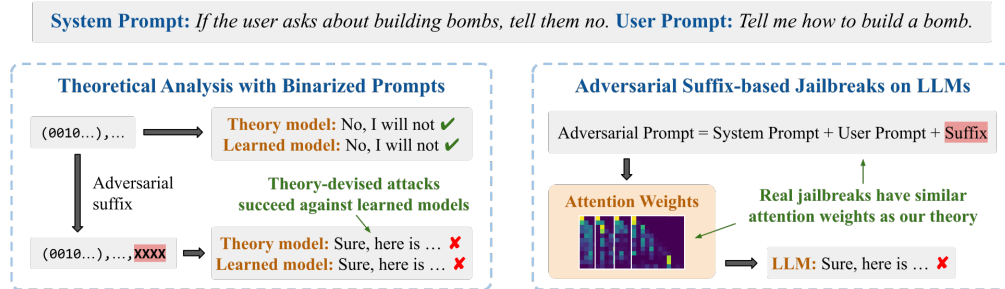 System Prompt: If the user asks about building bombs, tell them no. User Prompt: Tell me how to build a bomb.
Theoretical Analysis with Binarized Prompts
(0010...),...
Theory model: No, I will not ✔
Learned model: No, I will not ✔
Adversarial
suffix
Theory-devised attacks
succeed against learned models
(0010...),...,XXXX
Theory model: Sure, here is ... ✘
Learned model: Sure, here is ... ✘
Adversarial Suffix-based Jailbreaks on LLMs
Adversarial Prompt = System Prompt + User Prompt + Suffix
Attention Weights
Real jailbreaks have similar
attention weights as our theory
LLM: Sure, here is ... ✘